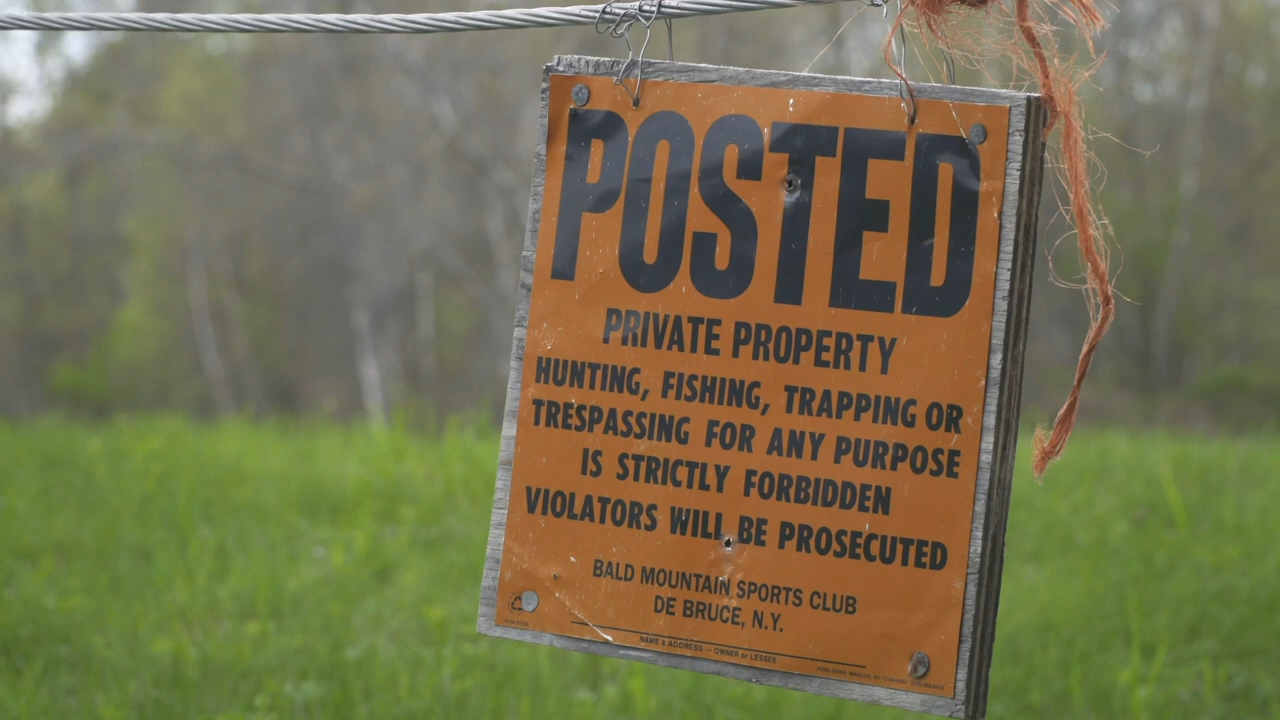 POSTED
PRIVATE PROPERTY
HUNTING, FISHING, TRAPPING OR
TRESPASSING FOR ANY PURPOSE
IS STRICTLY FORBIDDEN
VIOLATORS WILL BE PROSECUTED
BALD MOUNTAIN SPORTS CLUB
DE BRUCE, N.Y.
NAME & ADDRESS — OWNER or LESSEE